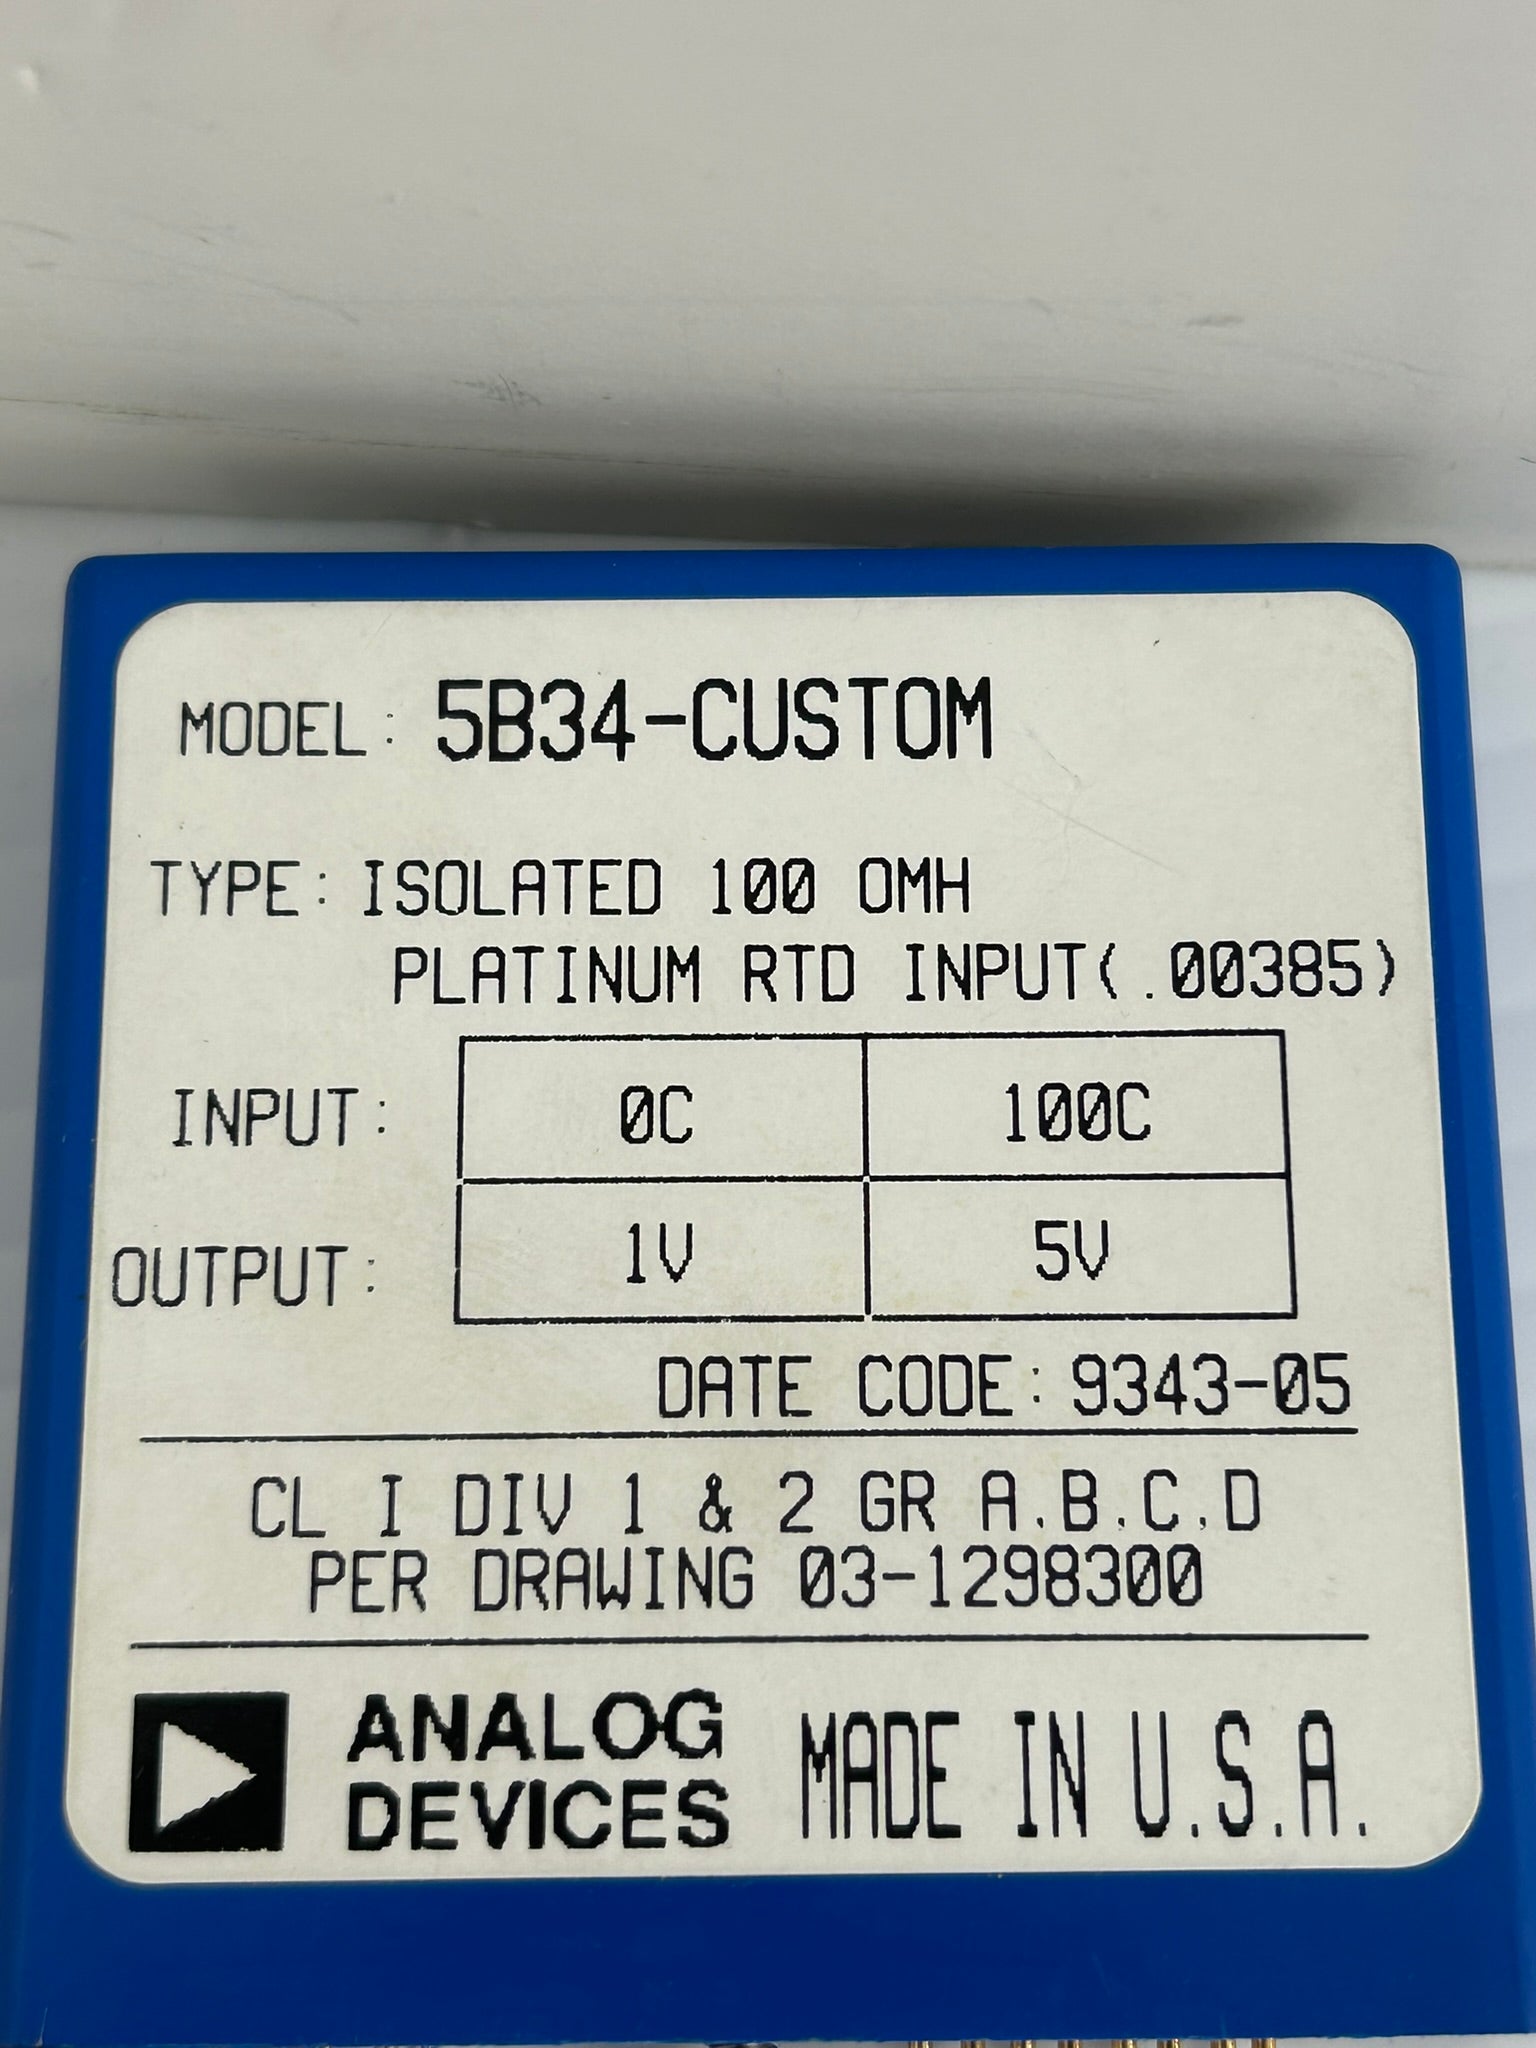 MODEL: 5B34-CUSTOM
TYPE: ISOLATED 100 OMH
PLATINUM RTD INPUT(.00385)
INPUT: 0C 100C
OUTPUT: 1V 5V
DATE CODE: 9343-05
CL I DIV 1 & 2 GR A.B.C.D
PER DRAWING 03-1298300
ANALOG
DEVICES
MADE IN U.S.A.